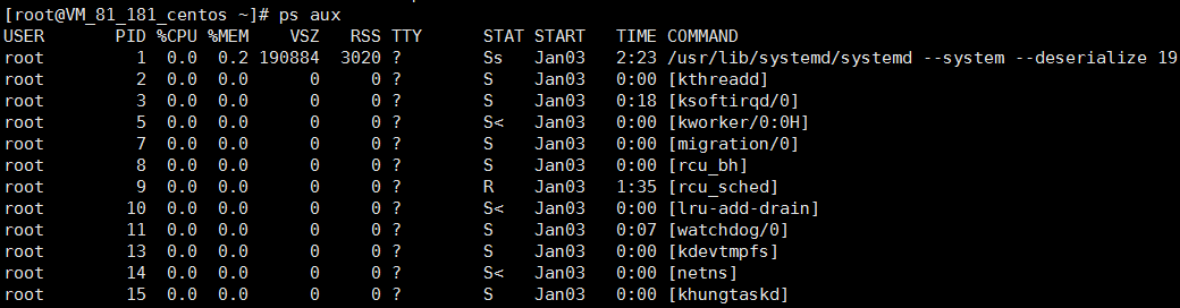 [root@VM_81_181_centos ~]# ps aux
USER       PID %CPU %MEM    VSZ   RSS TTY      STAT START   TIME COMMAND
root         1  0.0  0.2 190884  3020 ?        Ss   Jan03   2:23 /usr/lib/systemd/systemd --system --deserialize 19
root         2  0.0  0.0      0     0 ?        S    Jan03   0:00 [kthreadd]
root         3  0.0  0.0      0     0 ?        S    Jan03   0:18 [ksoftirqd/0]
root         5  0.0  0.0      0     0 ?        S<   Jan03   0:00 [kworker/0:0H]
root         7  0.0  0.0      0     0 ?        S    Jan03   0:00 [migration/0]
root         8  0.0  0.0      0     0 ?        S    Jan03   0:00 [rcu_bh]
root         9  0.0  0.0      0     0 ?        R    Jan03   1:35 [rcu_sched]
root        10  0.0  0.0      0     0 ?        S<   Jan03   0:00 [lru-add-drain]
root        11  0.0  0.0      0     0 ?        S    Jan03   0:07 [watchdog/0]
root        13  0.0  0.0      0     0 ?        S    Jan03   0:00 [kdevtmpfs]
root        14  0.0  0.0      0     0 ?        S<   Jan03   0:00 [netns]
root        15  0.0  0.0      0     0 ?        S    Jan03   0:00 [khungtaskd]